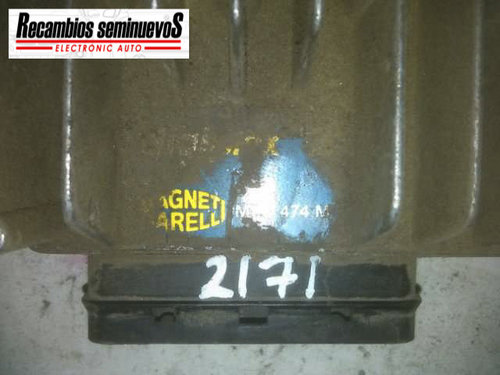 Recambios seminuevoS
ELECTRONIC AUTO
AGNETI
ARELLI
474 M
2171